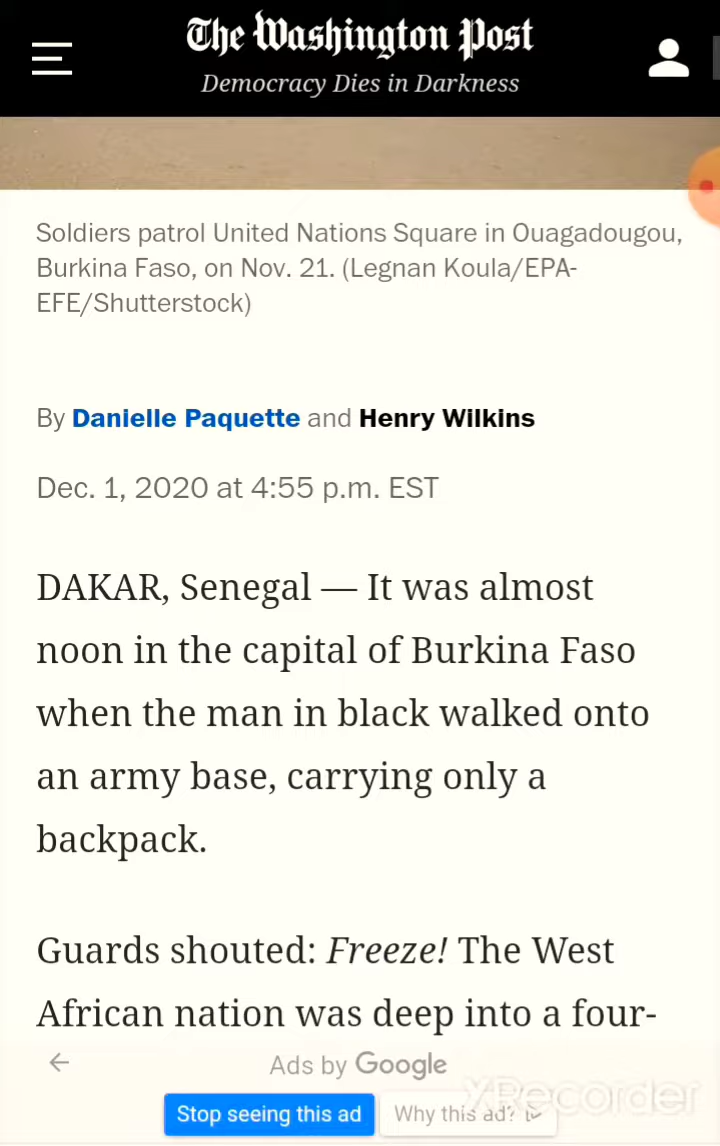 The Washington Post
Democracy Dies in Darkness
Soldiers patrol United Nations Square in Ouagadougou,
Burkina Faso, on Nov. 21. (Legnan Koula/EPA-
EFE/Shutterstock)
By Danielle Paquette and Henry Wilkins
Dec. 1, 2020 at 4:55 p.m. EST
DAKAR, Senegal — It was almost
noon in the capital of Burkina Faso
when the man in black walked onto
an army base, carrying only a
backpack.
Guards shouted: Freeze! The West
African nation was deep into a four-
Ads by Google
Stop seeing this ad
Why this ad?
XRecorder